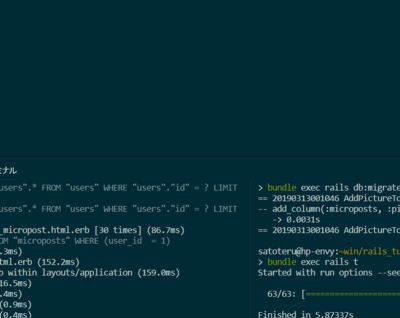 ミナル
users".* FROM "users" WHERE "users"."id" = ? LIMIT
users".* FROM "users" WHERE "users"."id" = ? LIMIT
_micropost.html.erb [30 times] (86.7ms)
OM "microposts" WHERE (user_id = 1)
.3ms)
html.erb (152.2ms)
b within layouts/application (159.0ms)
16.5ms)
.4ms)
(0.9ms)
(0.4ms)
> bundle exec rails db:migrate
== 20190313001046 AddPictureTo
-- add_column(:microposts, :pi
-> 0.0031s
== 20190313001046 AddPictureTo
satoteru@hp-envy:~win/rails_tu
> bundle exec rails t
Started with run options --see
63/63: [====================
Finished in 5.87337s